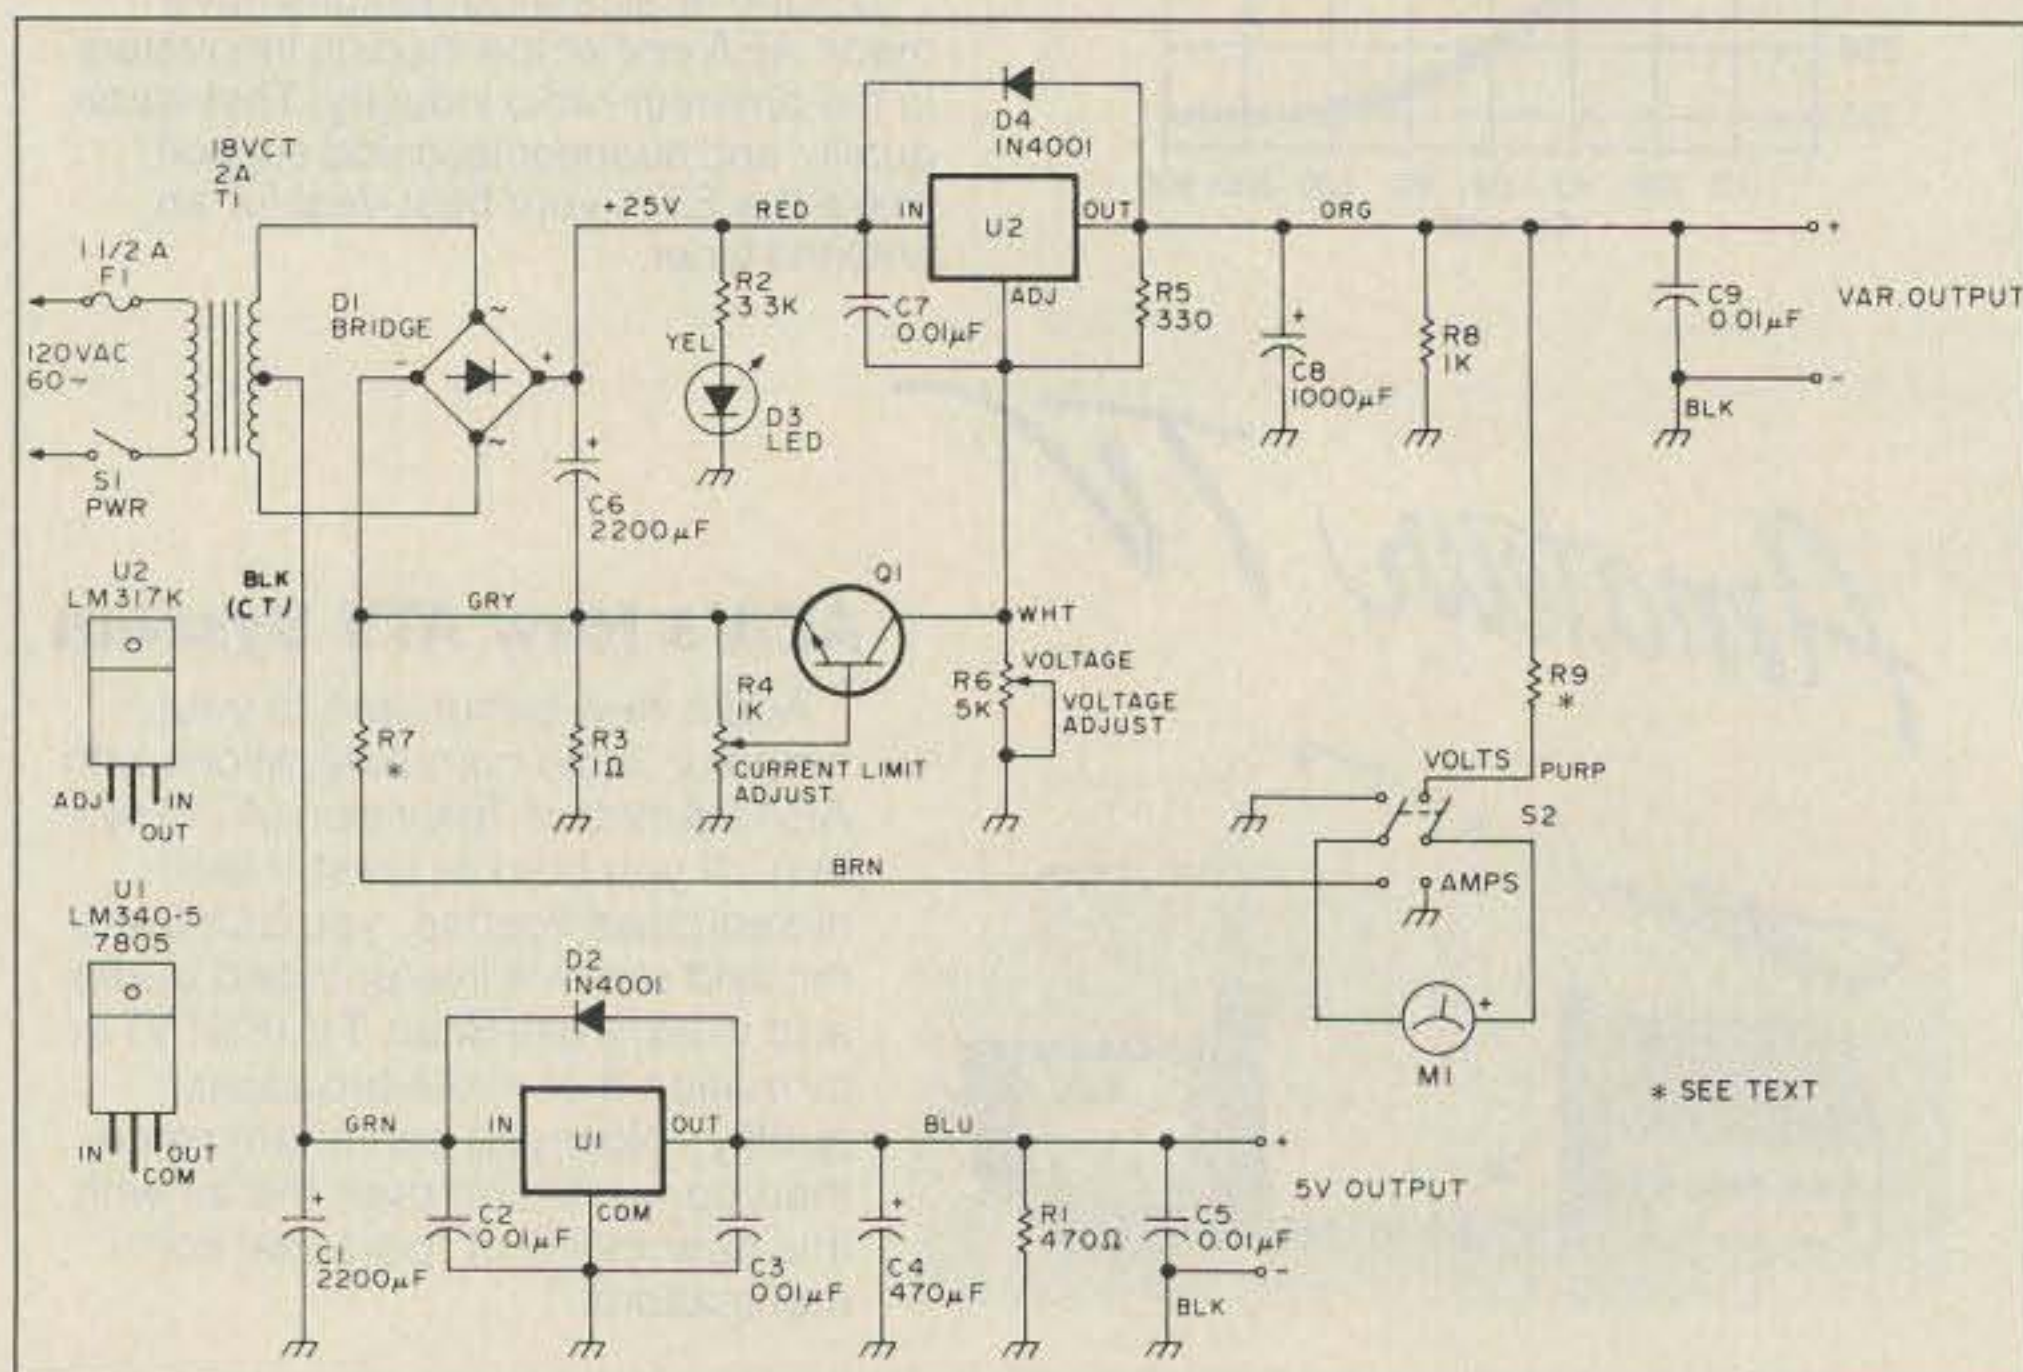 18VCT
2A
T1
1 1/2 A
F1
120VAC
60~
S1
PWR
D1
BRIDGE
~
-
+
~
+25V
RED
R2
3.3K
YEL
D3
LED
+
C6
2200µF
D4
1N4001
IN
U2
OUT
ADJ
C7
0.01µF
R5
330
ORG
+
C8
1000µF
R8
1K
C9
0.01µF
+
VAR. OUTPUT
-
BLK
U2
LM317K
ADJ
IN
OUT
BLK
(CT)
GRY
Q1
WHT
R7
*
R3
1Ω
R4
1K
CURRENT LIMIT
ADJUST
R6
5K
VOLTAGE
VOLTAGE
ADJUST
R9
*
VOLTS
PURP
S2
BRN
AMPS
+
M1
* SEE TEXT
U1
LM340-5
7805
IN
OUT
COM
D2
1N4001
GRN
IN
U1
OUT
COM
BLU
+
C1
2200µF
C2
0.01µF
C3
0.01µF
+
C4
470µF
R1
470Ω
C5
0.01µF
+
5V OUTPUT
-
BLK